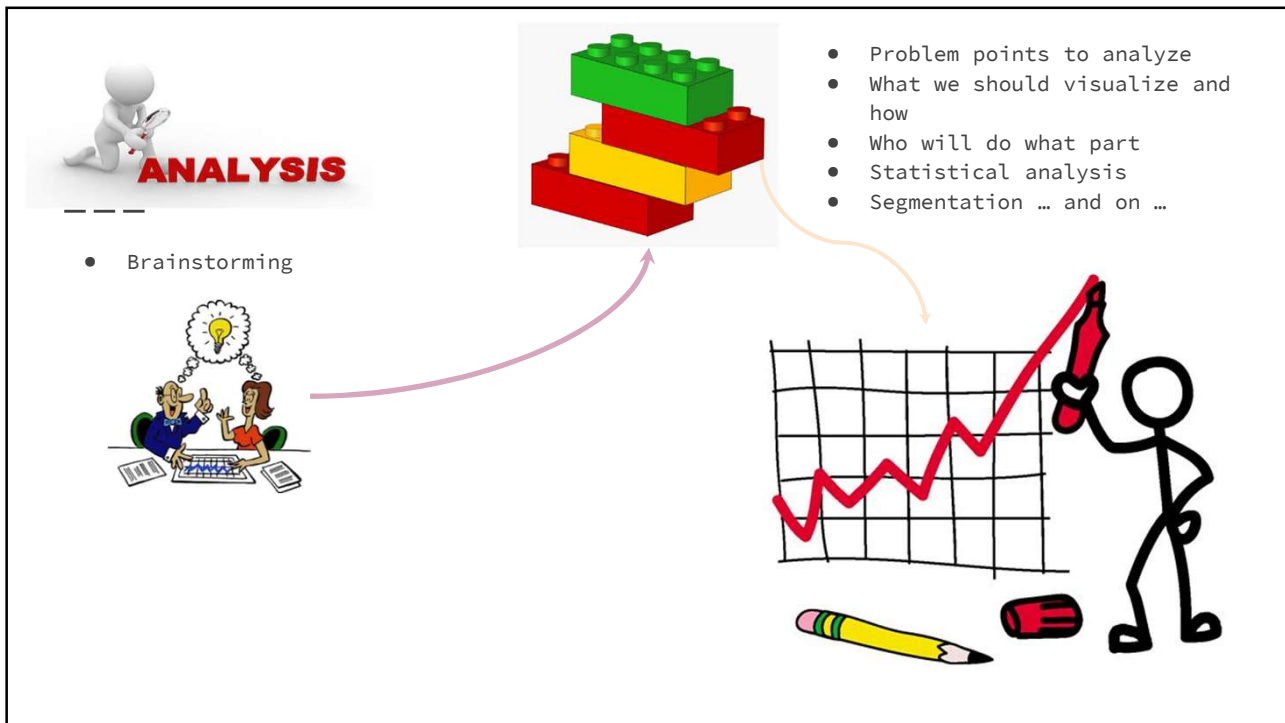 ANALYSIS
● Brainstorming
● Problem points to analyze
● What we should visualize and
how
● Who will do what part
● Statistical analysis
● Segmentation … and on …